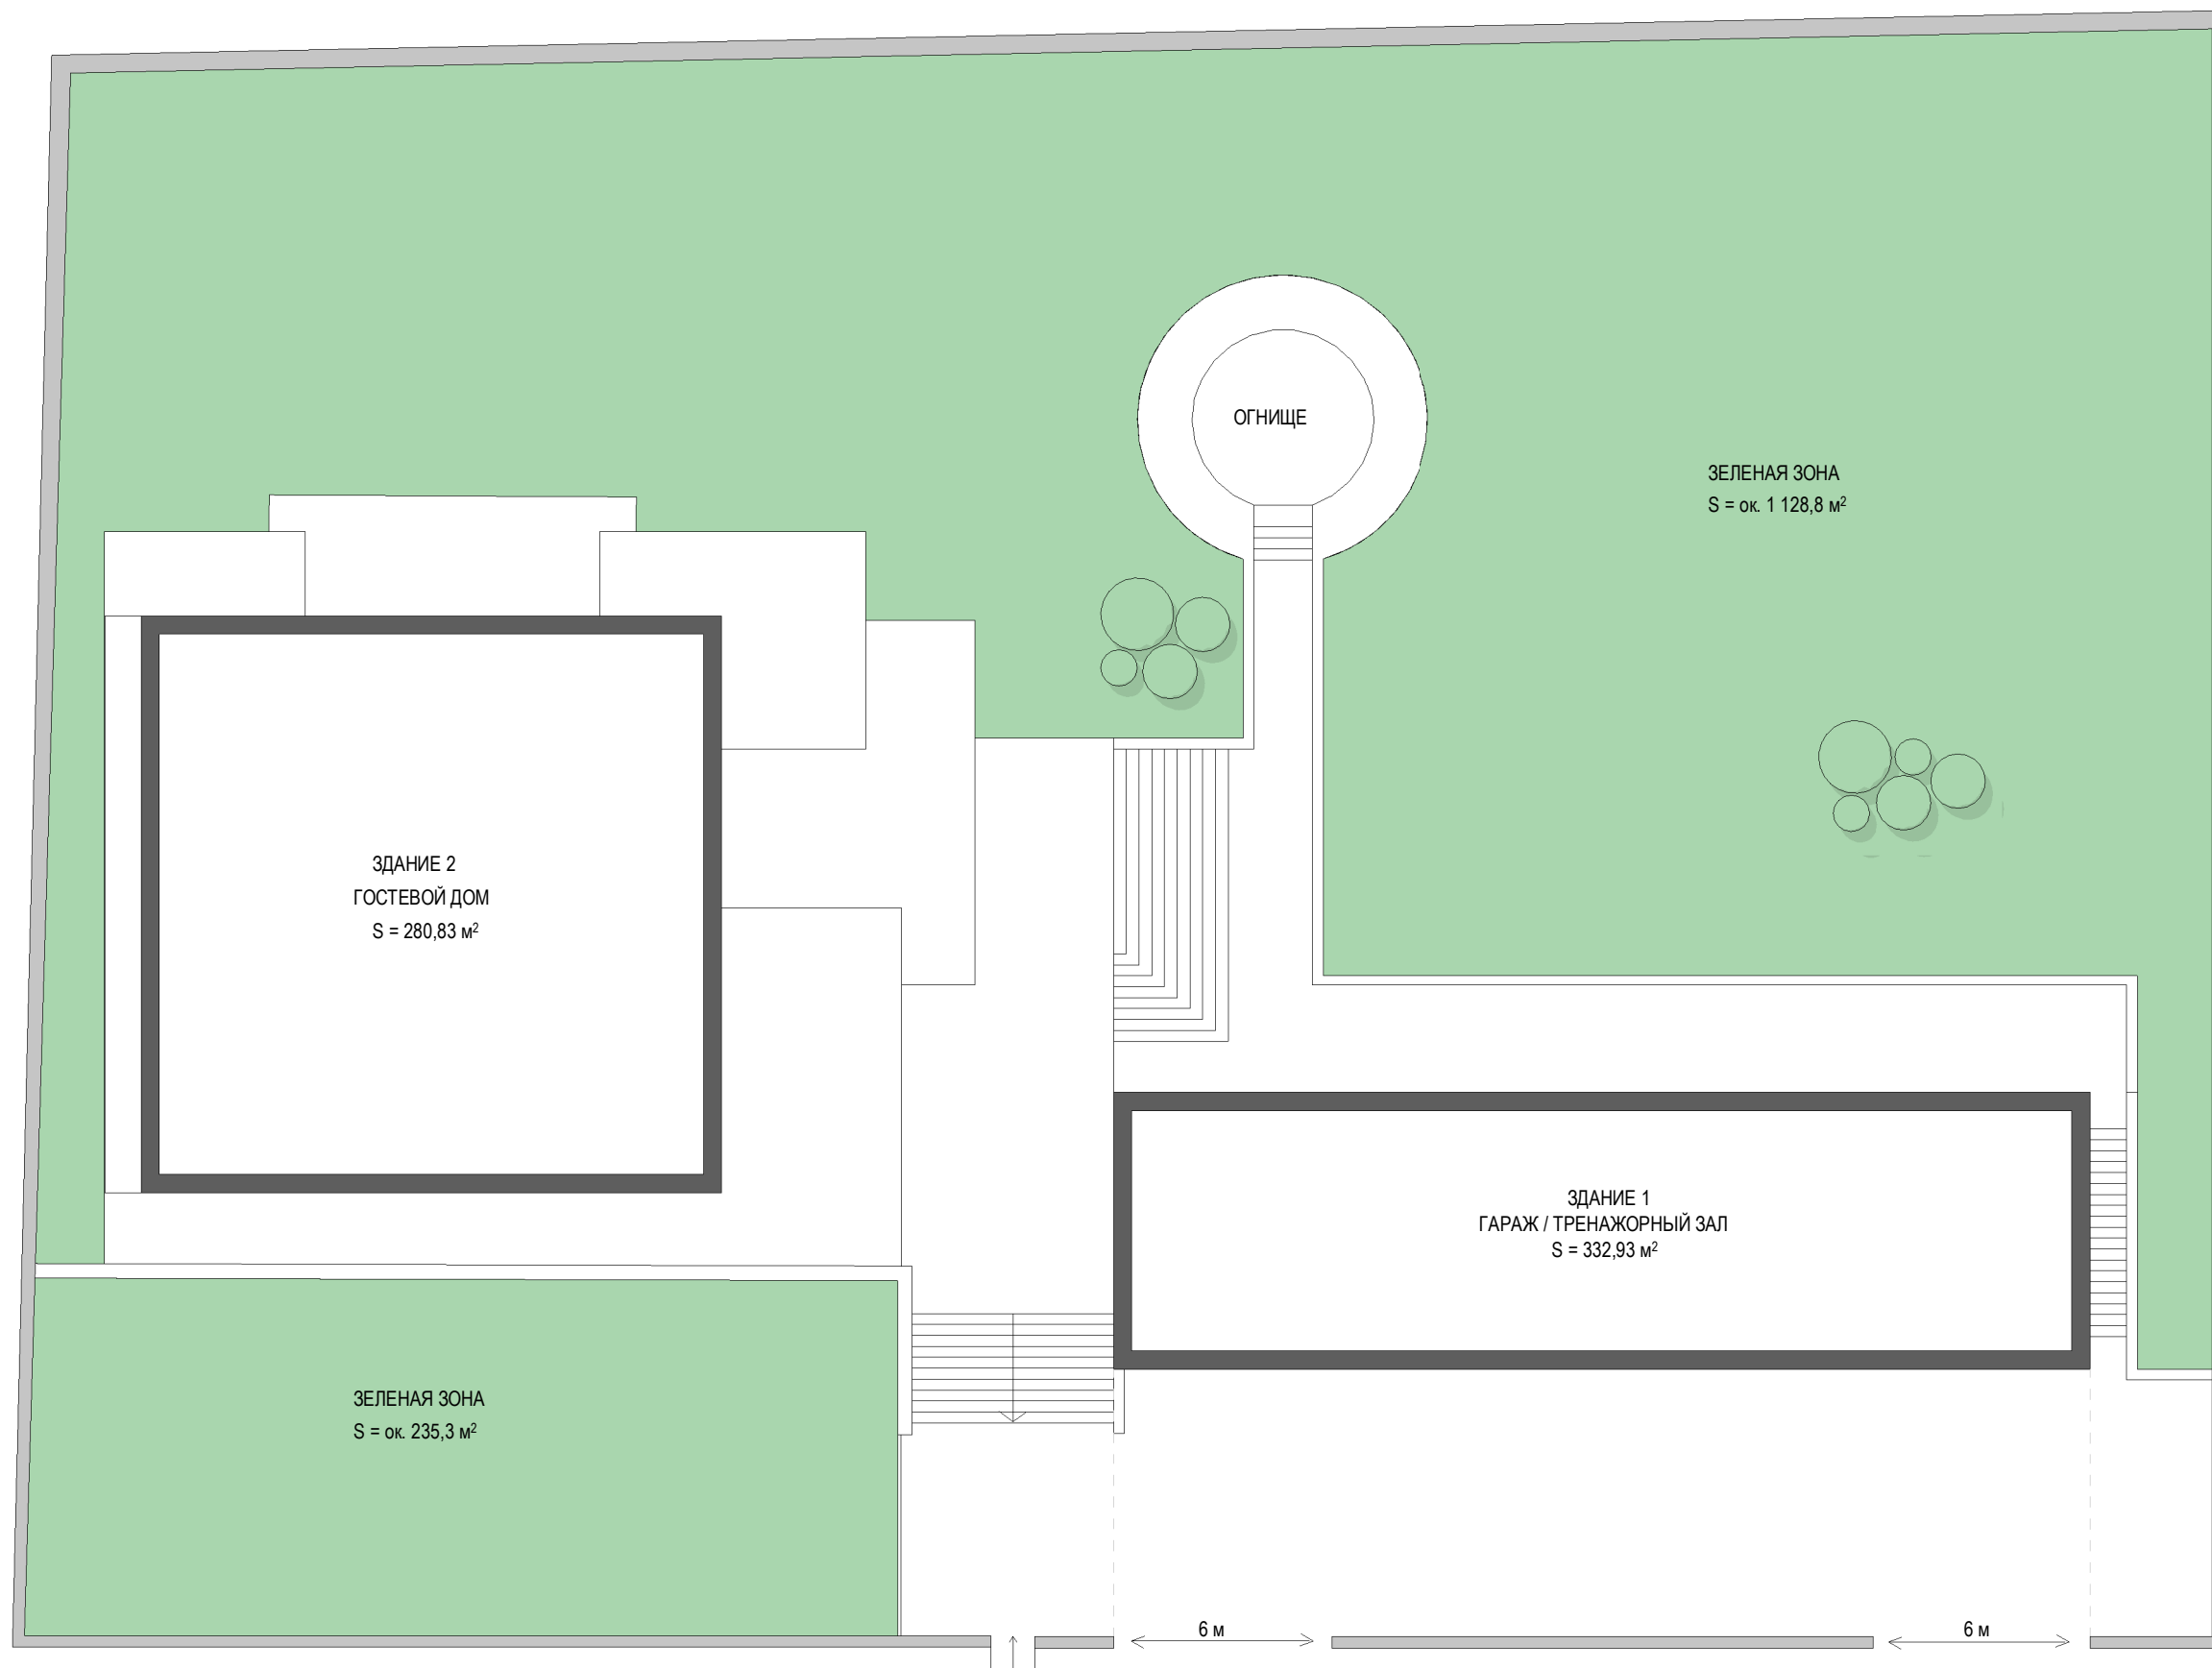 ОГНИЩЕ
ЗЕЛЕНАЯ ЗОНА
S = ок. 1 128,8 м²
ЗДАНИЕ 2
ГОСТЕВОЙ ДОМ
S = 280,83 м²
ЗДАНИЕ 1
ГАРАЖ / ТРЕНАЖОРНЫЙ ЗАЛ
S = 332,93 м²
ЗЕЛЕНАЯ ЗОНА
S = ок. 235,3 м²
6 м
6 м